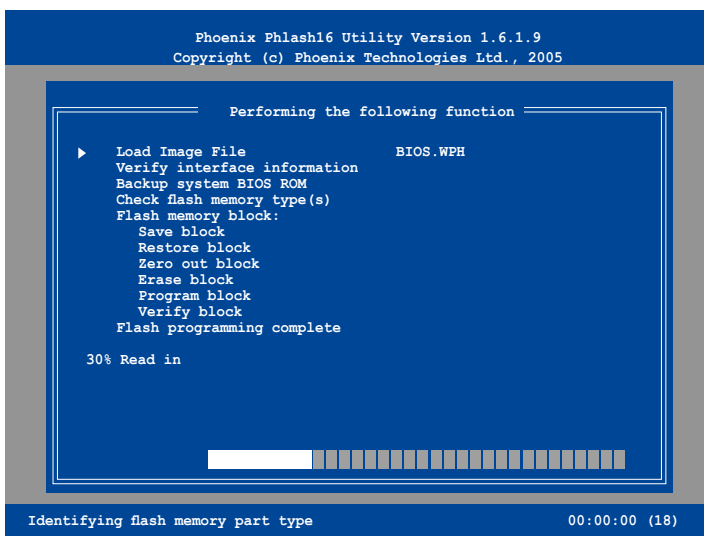 Phoenix Phlash16 Utility Version 1.6.1.9
Copyright (c) Phoenix Technologies Ltd., 2005
Performing the following function
Load Image File BIOS.WPH
Verify interface information
Backup system BIOS ROM
Check flash memory type(s)
Flash memory block:
Save block
Restore block
Zero out block
Erase block
Program block
Verify block
Flash programming complete
30% Read in
Identifying flash memory part type 00:00:00 (18)